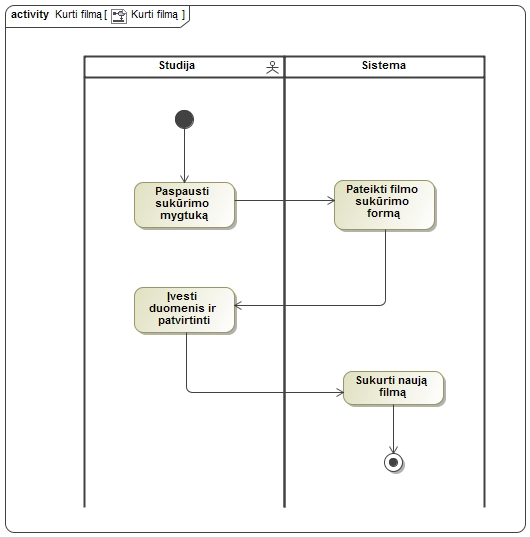 activity Kurti filmą [ Kurti filmą ]
Studija
Sistema
Paspausti
sukūrimo
mygtuką
Pateikti filmo
sukūrimo
formą
Įvesti
duomenis ir
patvirtinti
Sukurti naują
filmą